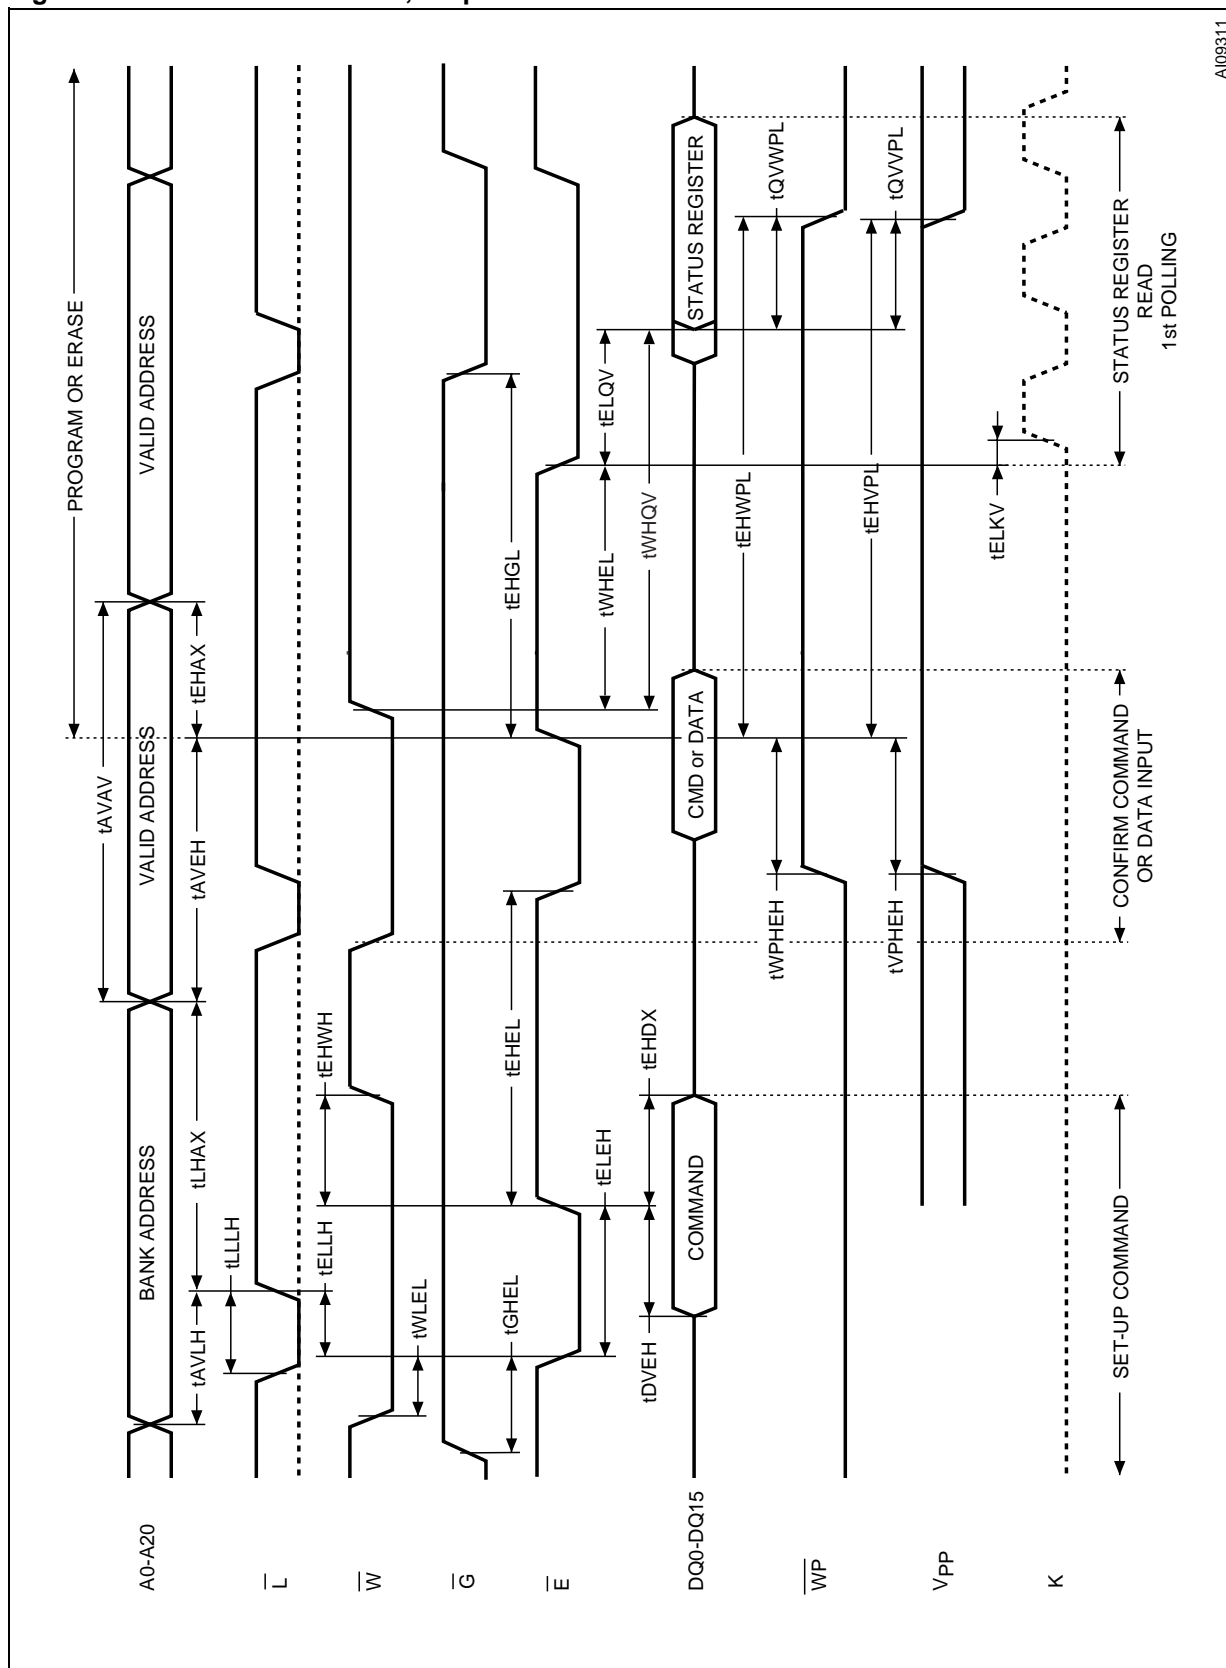 AI09311
PROGRAM OR ERASE
A0-A20
BANK ADDRESS
VALID ADDRESS
VALID ADDRESS
tAVAV
tAVLH
tLHAX
tAVEH
tEHAX
tLLLH
L
tELLH
tEHWH
W
tWLEL
G
tGHEL
tEHEL
tEHGL
E
tELEH
tWHEL
tELQV
tDVEH
tEHDX
tWHQV
DQ0-DQ15
COMMAND
CMD or DATA
STATUS REGISTER
tEHWPL
tWPHEH
tQVWPL
WP
tEHVPL
tVPHEH
tQVVPL
VPP
tELKV
K
SET-UP COMMAND
CONFIRM COMMAND
OR DATA INPUT
STATUS REGISTER
READ
1st POLLING